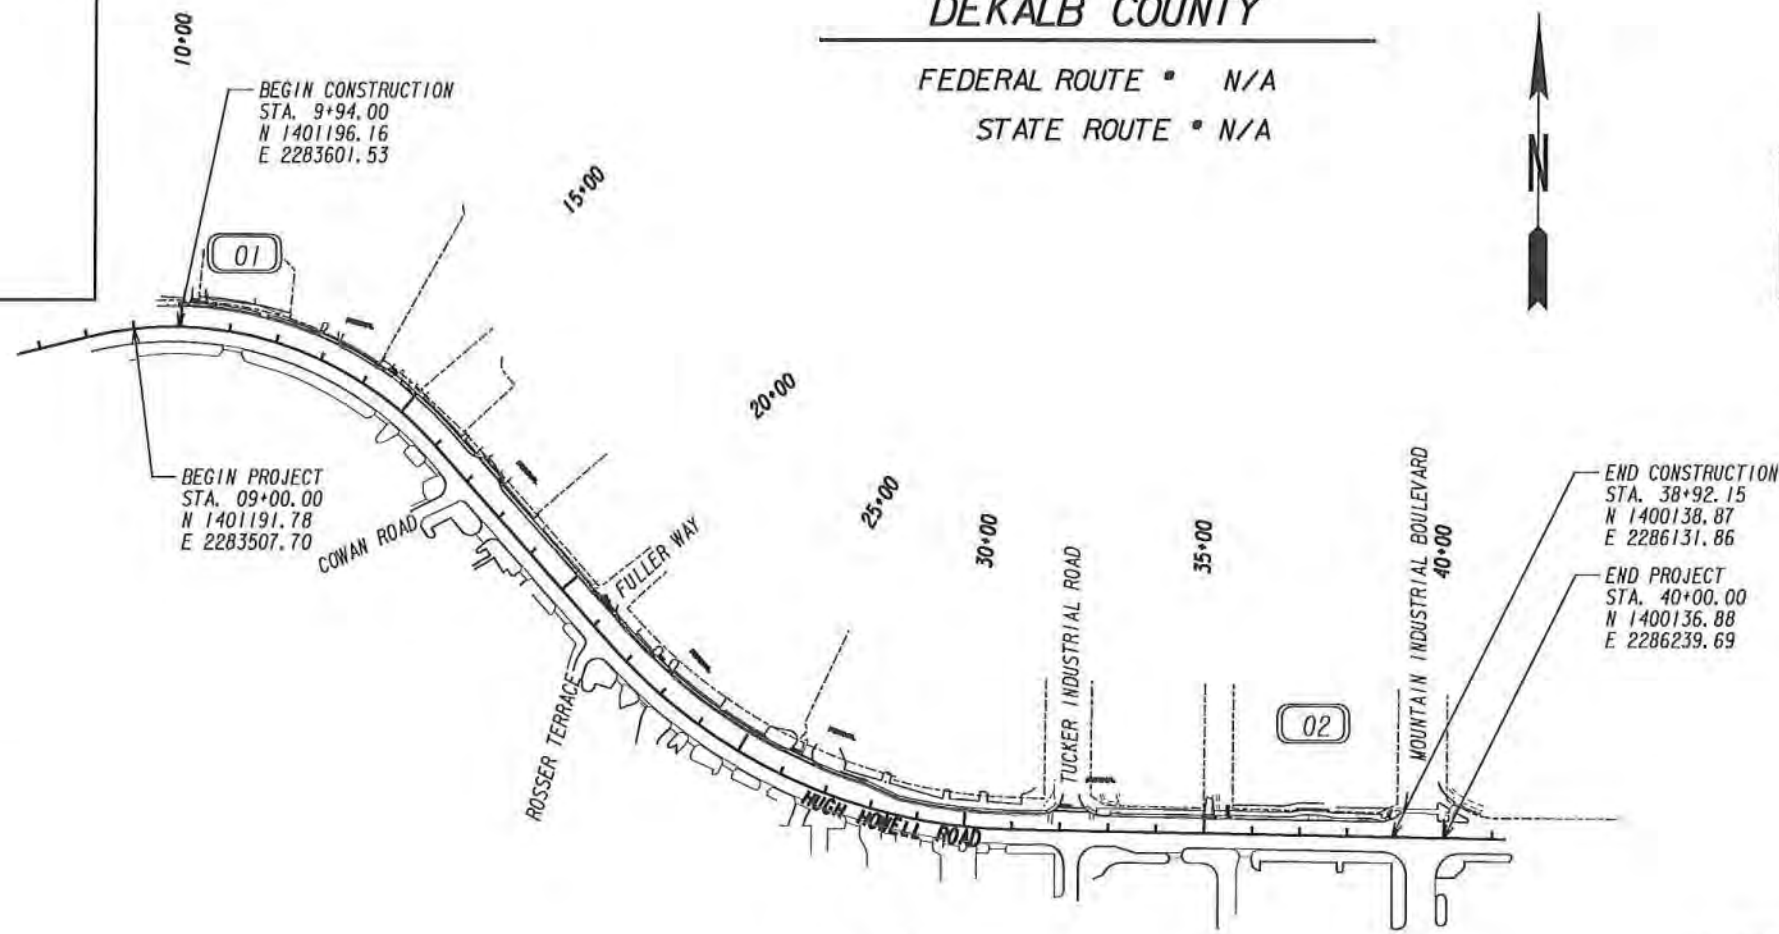 DEKALB COUNTY
FEDERAL ROUTE # N/A
STATE ROUTE # N/A
N
10+00
BEGIN CONSTRUCTION
STA. 9+94.00
N 1401196.16
E 2283601.53
15+00
01
20+00
BEGIN PROJECT
STA. 09+00.00
N 1401191.78
E 2283507.70
COWAN ROAD
FULLER WAY
25+00
30+00
TUCKER INDUSTRIAL ROAD
35+00
MOUNTAIN INDUSTRIAL BOULEVARD
40+00
END CONSTRUCTION
STA. 38+92.15
N 1400138.87
E 2286131.86
END PROJECT
STA. 40+00.00
N 1400136.88
E 2286239.69
ROSSER TERRACE
02
HUGH HOWELL ROAD